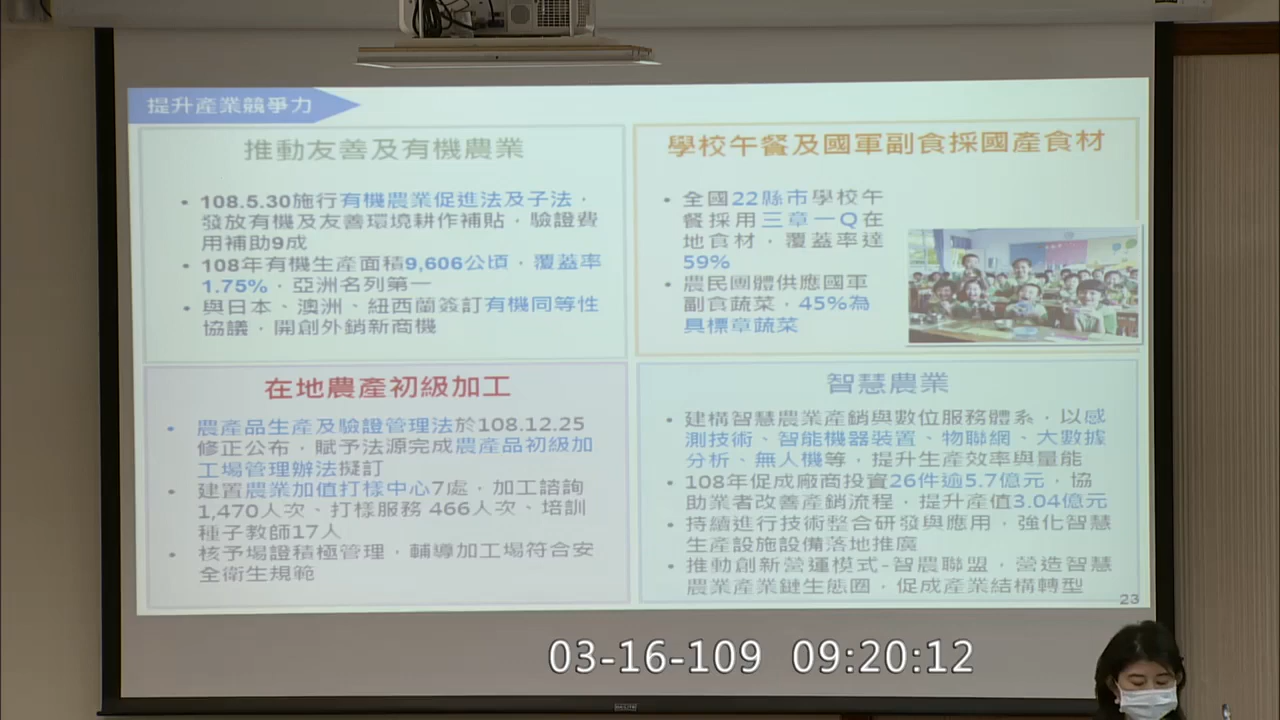 提升產業競爭力
推動友善及有機農業
• 108.5.30施行有機農業促進法及子法，
發放有機及友善環境耕作補貼，驗證費
用補助9成
• 108年有機生產面積9,606公頃，覆蓋率
1.75%，亞洲名列第一
• 與日本、澳洲、紐西蘭簽訂有機同等性
協議，開創外銷新商機
學校午餐及國軍副食採國產食材
• 全國22縣市學校午
餐採用三章一Q在
地食材，覆蓋率達
59%
• 農民團體供應國軍
副食蔬菜，45%為
具標章蔬菜
在地農產初級加工
• 農產品生產及驗證管理法於108.12.25
修正公布，賦予法源完成農產品初級加
工場管理辦法擬訂
• 建置農業加值打樣中心7處，加工諮詢
1,470人次、打樣服務 466人次、培訓
種子教師17人
• 核予場證積極管理，輔導加工場符合安
全衛生規範
智慧農業
• 建構智慧農業產銷與數位服務體系，以感
測技術、智能機器裝置、物聯網、大數據
分析、無人機等，提升生產效率與量能
• 108年促成廠商投資26件逾5.7億元，協
助業者改善產銷流程，提升產值3.04億元
• 持續進行技術整合研發與應用，強化智慧
生產設施設備落地推廣
• 推動創新營運模式-智農聯盟，營造智慧
農業產業鏈生態圈，促成產業結構轉型
23
03-16-109 09:20:12